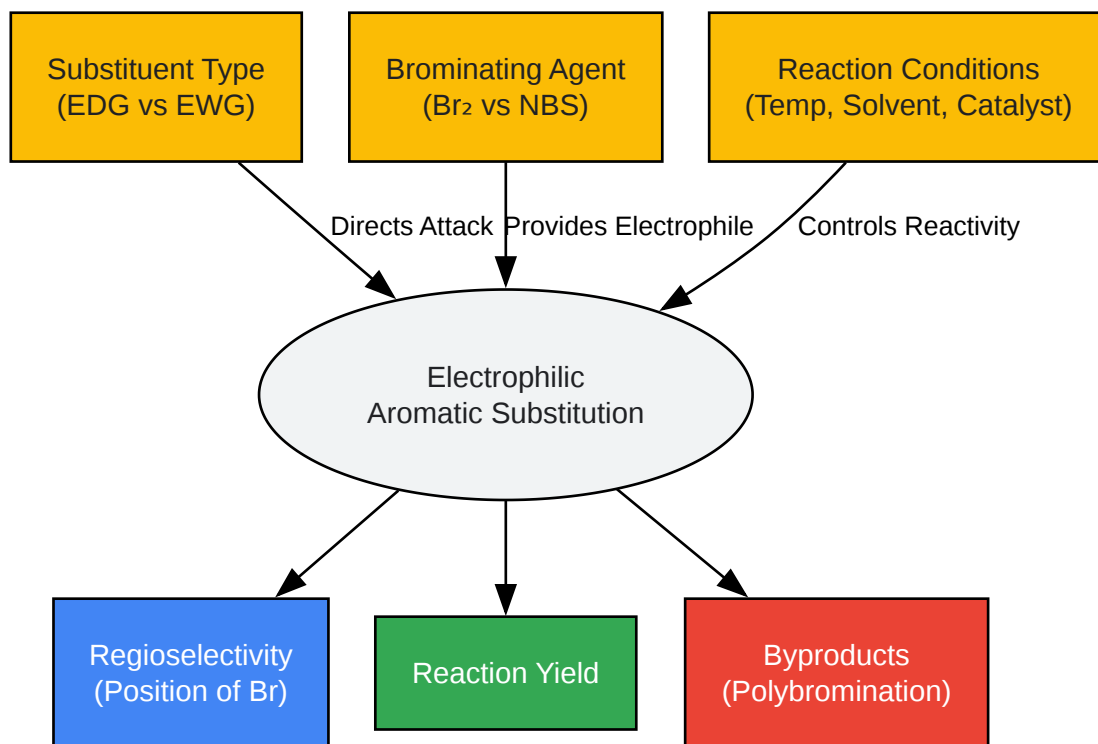 Substituent Type
(EDG vs EWG)
Brominating Agent
(Br₂ vs NBS)
Reaction Conditions
(Temp, Solvent, Catalyst)
Directs Attack
Provides Electrophile
Controls Reactivity
Electrophilic
Aromatic Substitution
Regioselectivity
(Position of Br)
Reaction Yield
Byproducts
(Polybromination)